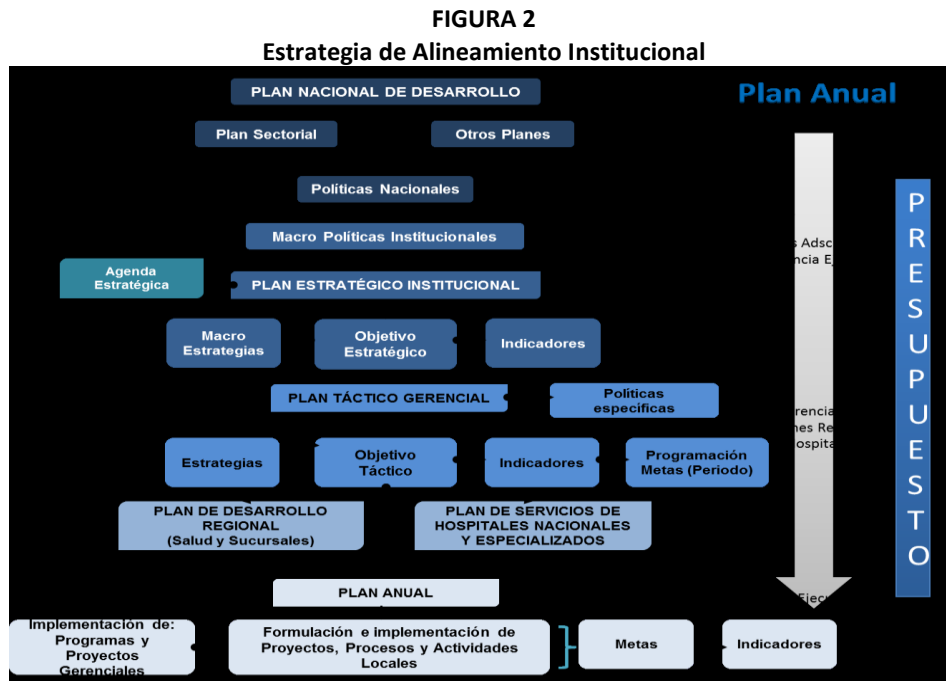 FIGURA 2
Estrategia de Alineamiento Institucional
PLAN NACIONAL DE DESARROLLO
Plan Anual
Plan Sectorial
Otros Planes
Políticas Nacionales
Macro Políticas Institucionales
Agenda
Estratégica
PLAN ESTRATÉGICO INSTITUCIONAL
Macro
Estrategias
Objetivo
Estratégico
Indicadores
PLAN TÁCTICO GERENCIAL
Políticas
especificas
Estrategias
Objetivo
Táctico
Indicadores
Programación
Metas (Periodo)
PLAN DE DESARROLLO
REGIONAL
(Salud y Sucursales)
PLAN DE SERVICIOS DE
HOSPITALES NACIONALES
Y ESPECIALIZADOS
PLAN ANUAL
Implementación de:
Programas y
Proyectos
Gerenciales
Formulación e implementación de
Proyectos, Procesos y Actividades
Locales
Metas
Indicadores
PRESUPUESTO